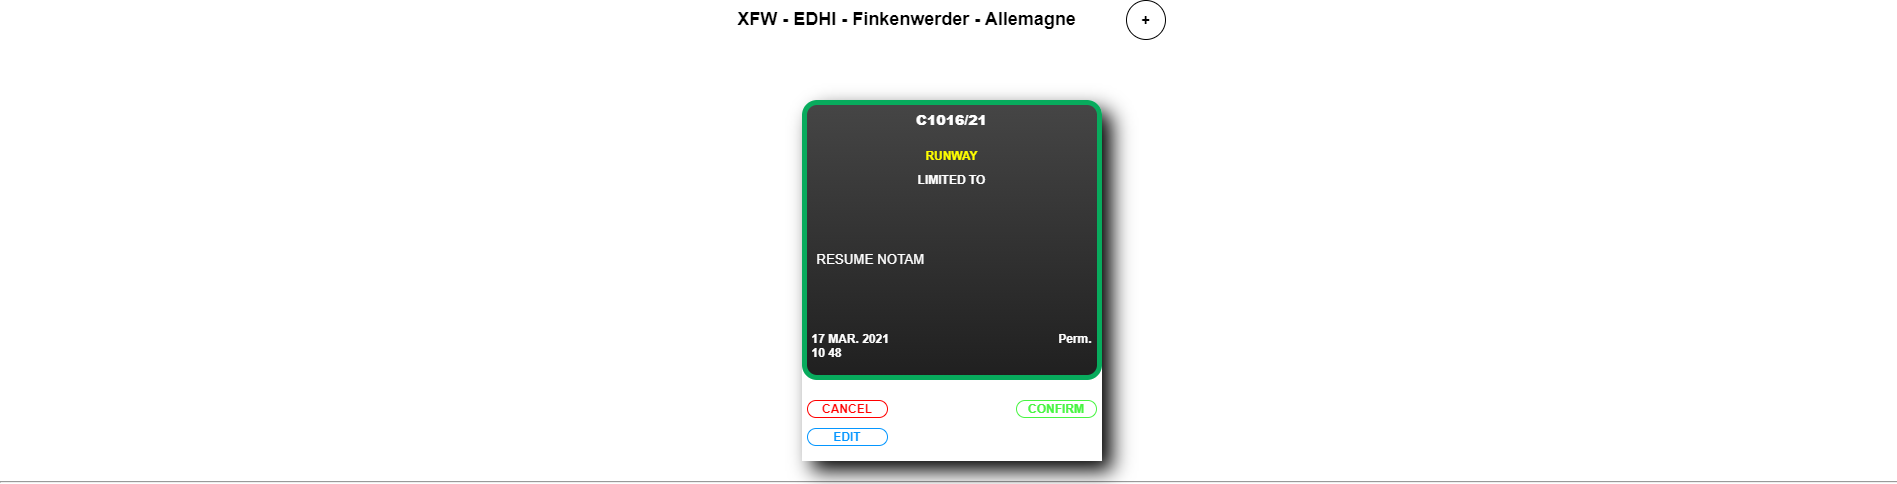 XFW - EDHI - Finkenwerder - Allemagne
+
C1016/21
RUNWAY
LIMITED TO
RESUME NOTAM
17 MAR. 2021 Perm.
10 48
CANCEL CONFIRM
EDIT